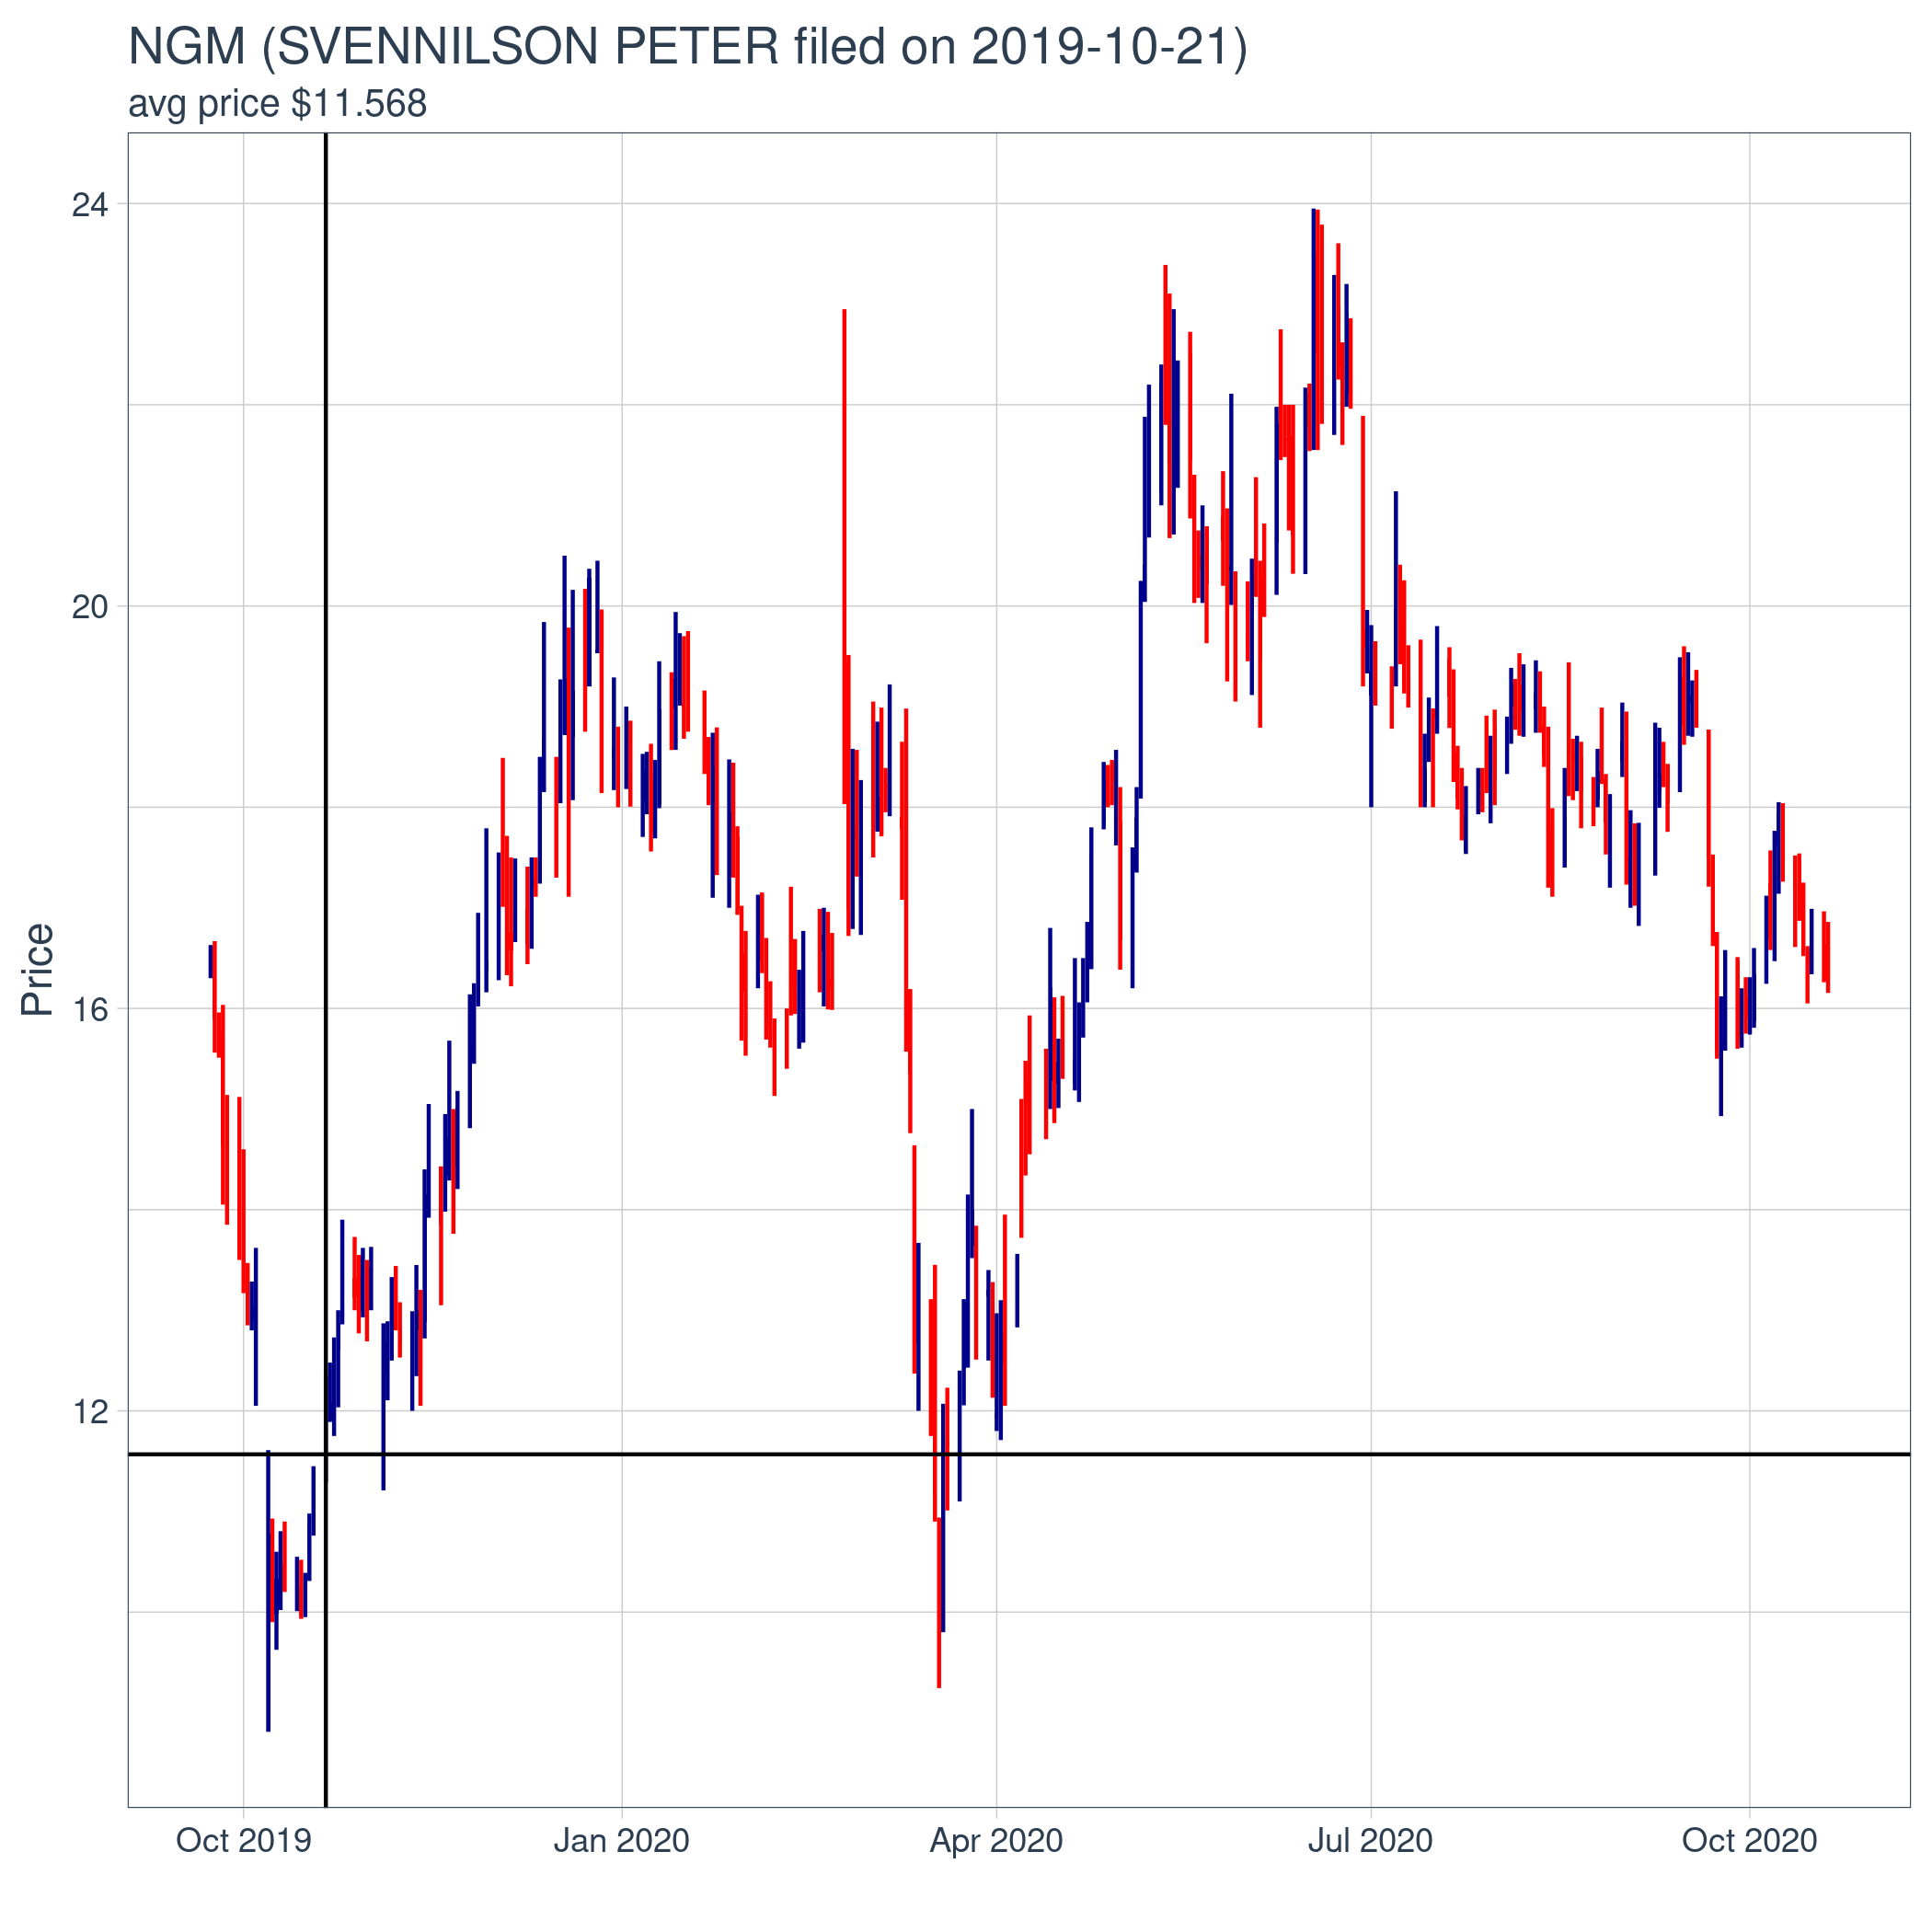 NGM (SVENNILSON PETER filed on 2019-10-21)
avg price $11.568
24
20
16
12
Price
Oct 2019
Jan 2020
Apr 2020
Jul 2020
Oct 2020